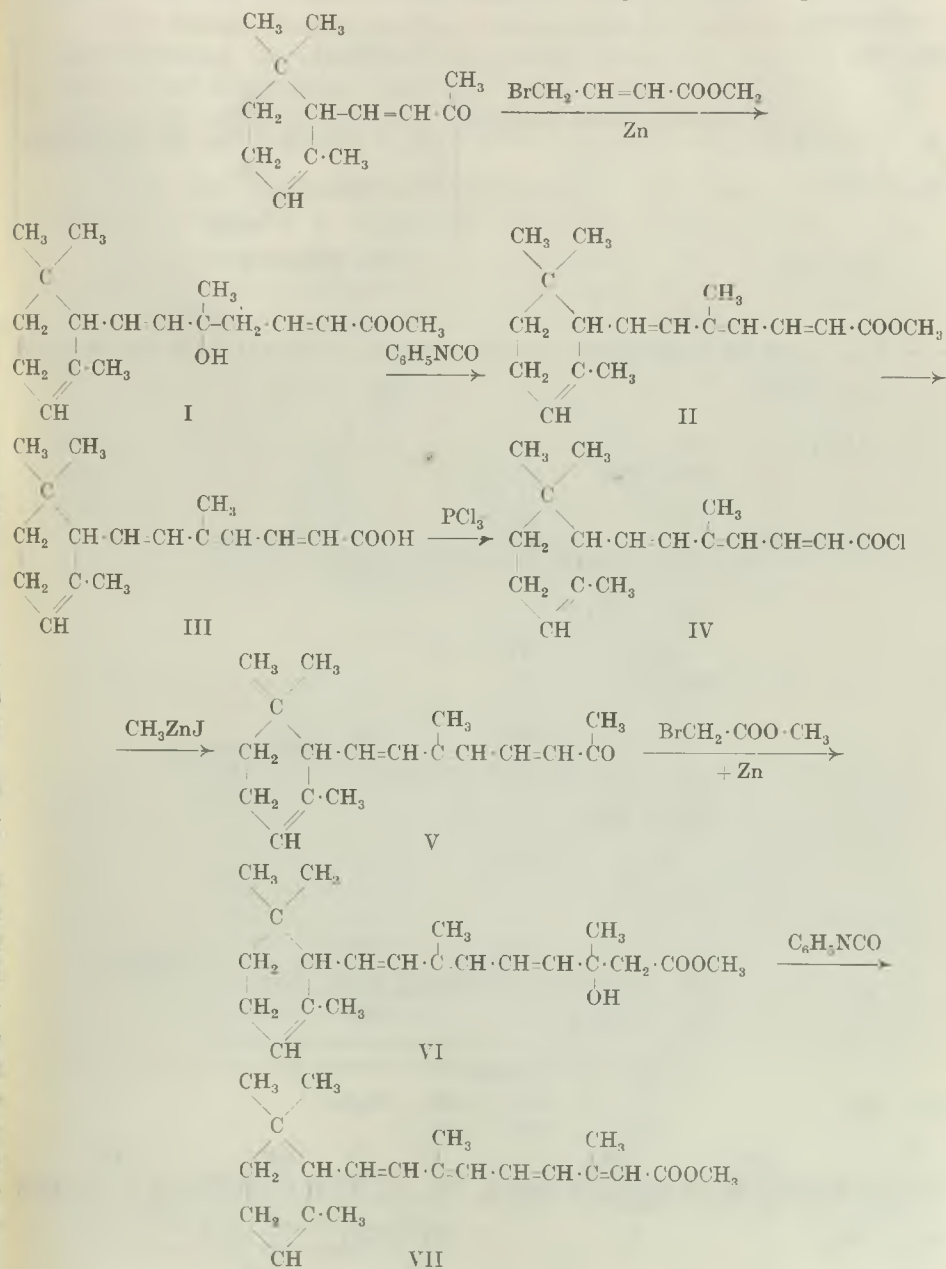 CH₃ CH₃
C
CH₃
CH₂ CH–CH=CH·CO BrCH₂·CH=CH·COOCH₂
Zn
CH₂ C·CH₃
CH
CH₃ CH₃
C
CH₃
CH₂ CH·CH=CH·C–CH₂·CH=CH·COOCH₃
OH
CH₂ C·CH₃
CH I
C₆H₅NCO
CH₃ CH₃
C
CH₃
CH₂ CH·CH=CH·C=CH·CH=CH·COOCH₃
CH₂ C·CH₃
CH II
CH₃ CH₃
C
CH₃
CH₂ CH·CH=CH·C CH·CH=CH·COOH
CH₂ C·CH₃
CH III
PCl₃
CH₃ CH₃
C
CH₃
CH₂ CH·CH=CH·C=CH·CH=CH·COCl
CH₂ C·CH₃
CH IV
CH₃ZnJ
CH₃ CH₃
C
CH₃ CH₃
CH₂ CH·CH=CH·C CH·CH=CH·CO
CH₂ C·CH₃
CH V
BrCH₂·COO·CH₃
+ Zn
CH₃ CH₃
C
CH₃ CH₃
CH₂ CH·CH=CH·C CH·CH=CH·C·CH₂·COOCH₃
OH
CH₂ C·CH₃
CH VI
C₆H₅NCO
CH₃ CH₃
C
CH₃ CH₃
CH₂ CH·CH=CH·C=CH·CH=CH·C=CH·COOCH₃
CH₂ C·CH₃
CH VII